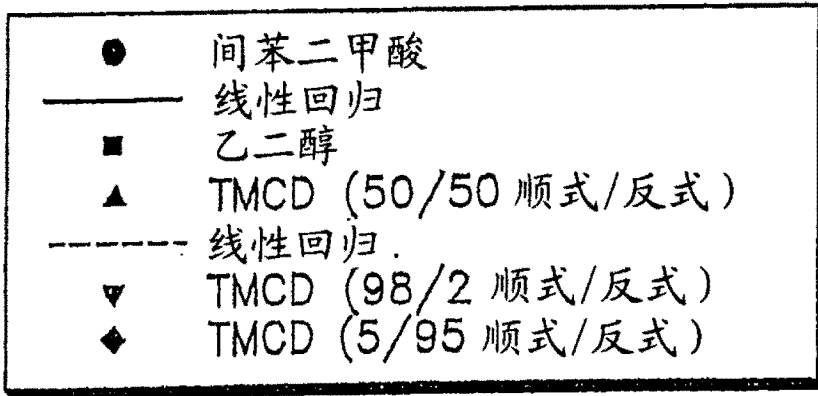 间苯二甲酸
线性回归
乙二醇
TMCD (50/50 顺式/反式)
线性回归.
TMCD (98/2 顺式/反式)
TMCD (5/95 顺式/反式)